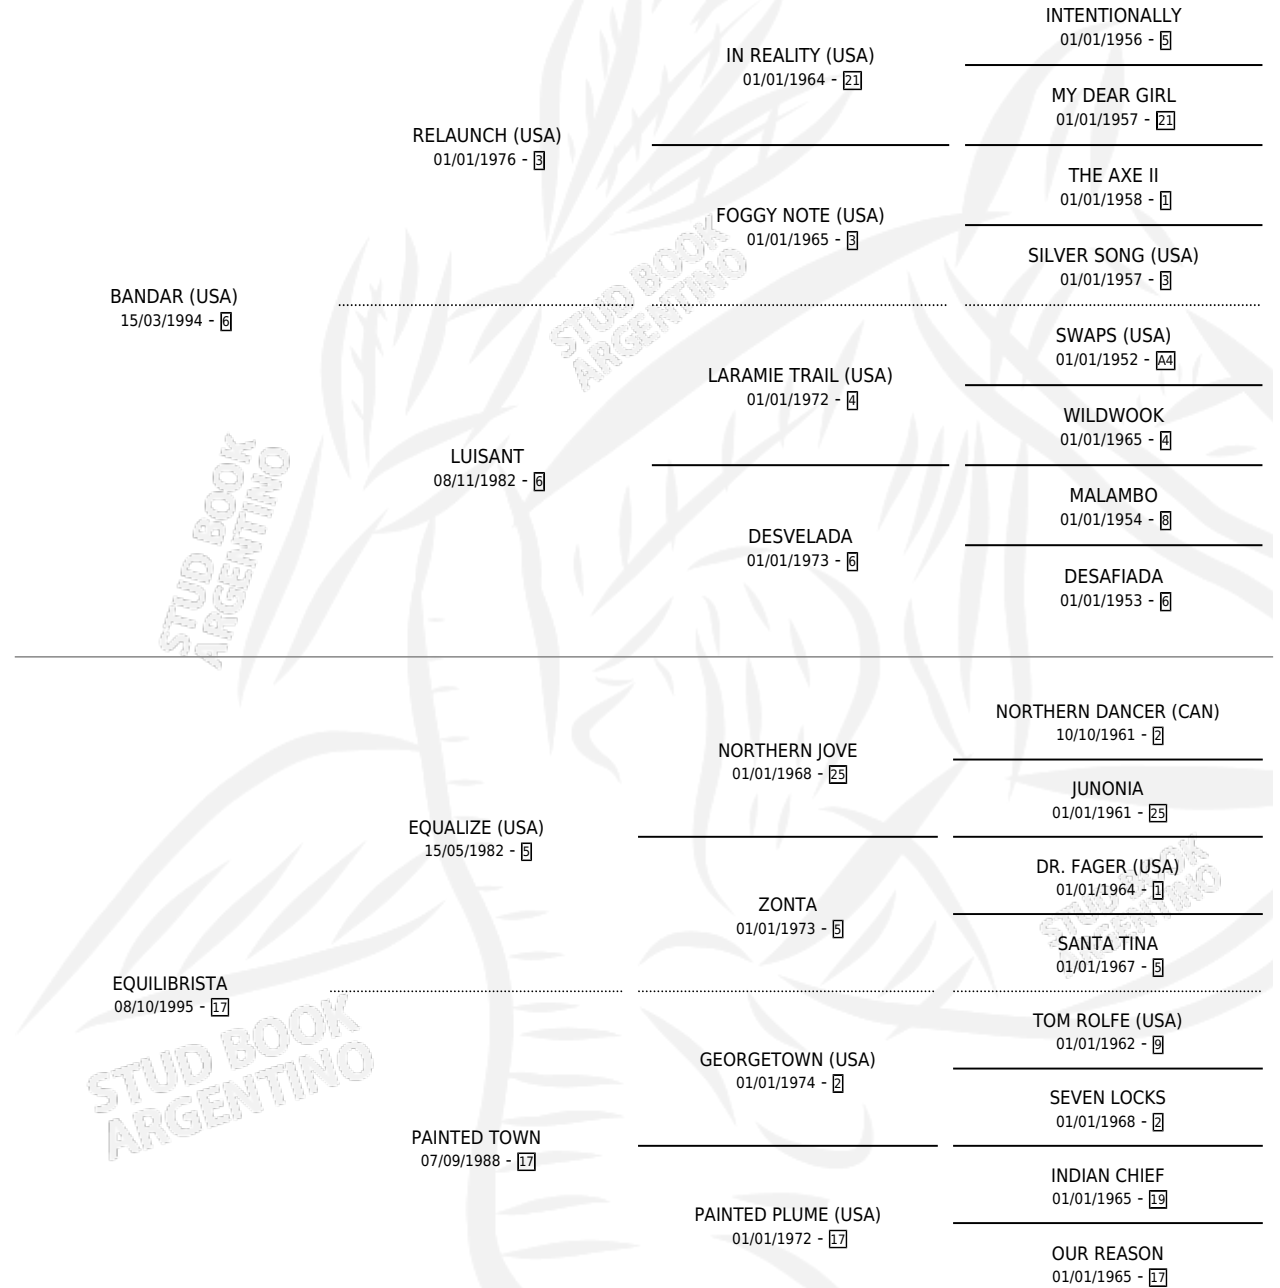 INTENTIONALLY
01/01/1956 - 5
IN REALITY (USA)
01/01/1964 - 21
MY DEAR GIRL
01/01/1957 - 21
RELAUNCH (USA)
01/01/1976 - 3
THE AXE II
01/01/1958 - 1
FOGGY NOTE (USA)
01/01/1965 - 3
SILVER SONG (USA)
01/01/1957 - 3
BANDAR (USA)
15/03/1994 - 6
SWAPS (USA)
01/01/1952 - A4
LARAMIE TRAIL (USA)
01/01/1972 - 4
WILDWOOK
01/01/1965 - 4
LUISANT
08/11/1982 - 6
MALAMBO
01/01/1954 - 8
DESVELADA
01/01/1973 - 6
DESAFIADA
01/01/1953 - 6
NORTHERN DANCER (CAN)
10/10/1961 - 2
NORTHERN JOVE
01/01/1968 - 25
JUNONIA
01/01/1961 - 25
EQUALIZE (USA)
15/05/1982 - 5
DR. FAGER (USA)
01/01/1964 - 1
ZONTA
01/01/1973 - 5
SANTA TINA
01/01/1967 - 5
EQUILIBRISTA
08/10/1995 - 17
TOM ROLFE (USA)
01/01/1962 - 9
GEORGETOWN (USA)
01/01/1974 - 2
SEVEN LOCKS
01/01/1968 - 2
PAINTED TOWN
07/09/1988 - 17
INDIAN CHIEF
01/01/1965 - 19
PAINTED PLUME (USA)
01/01/1972 - 17
OUR REASON
01/01/1965 - 17
STUD BOOK
ARGENTINO
STUD BOOK
ARGENTINO
STUD BOOK
ARGENTINO
STUD BOOK
ARGENTINO